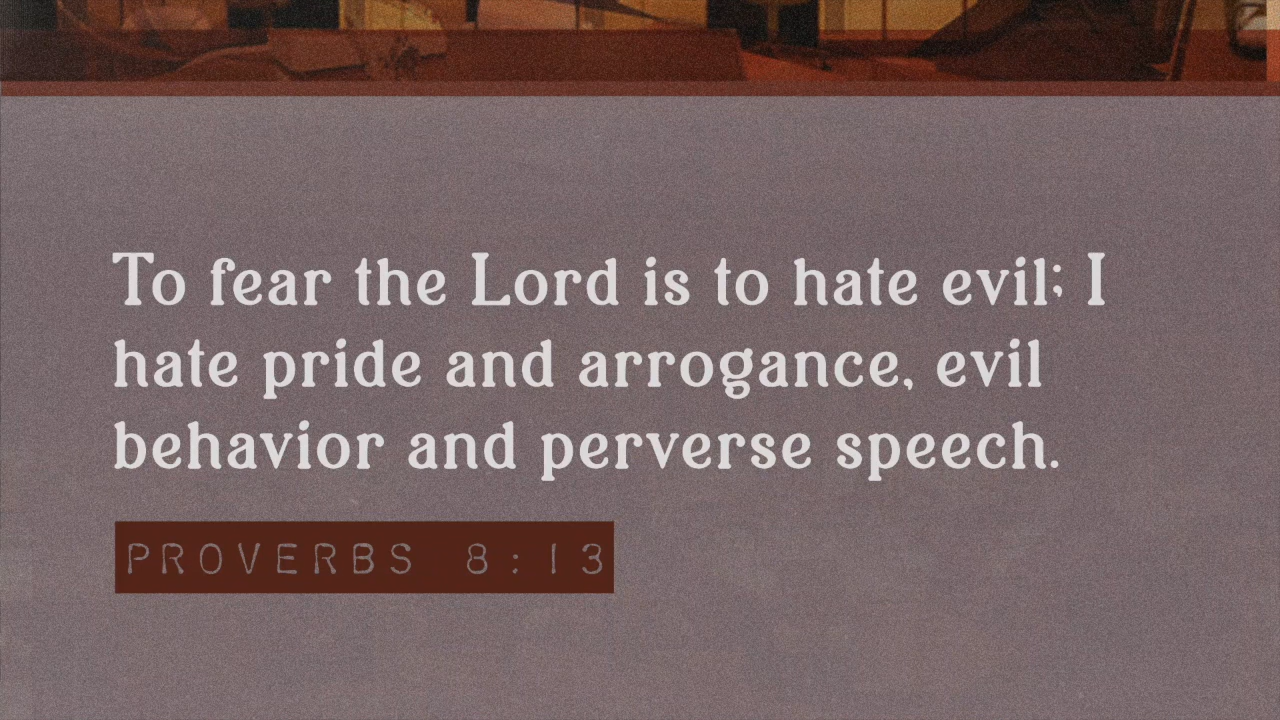 To fear the Lord is to hate evil; I
hate pride and arrogance, evil
behavior and perverse speech.
PROVERBS 8:13